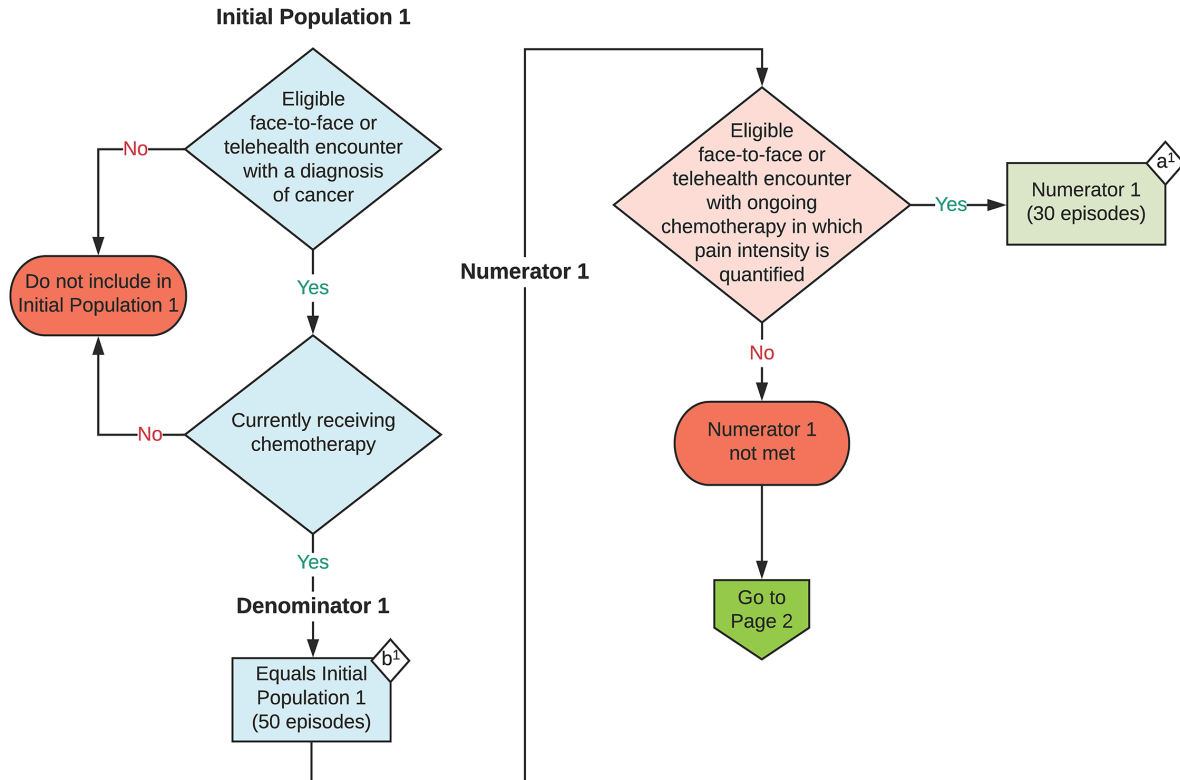 Initial Population 1
Eligible
face-to-face or
telehealth encounter
with a diagnosis
of cancer
No
Do not include in
Initial Population 1
Yes
Currently receiving
chemotherapy
No
Yes
Denominator 1
b¹
Equals Initial
Population 1
(50 episodes)
Numerator 1
Eligible
face-to-face or
telehealth encounter
with ongoing
chemotherapy in which
pain intensity is
quantified
Yes
a¹
Numerator 1
(30 episodes)
No
Numerator 1
not met
Go to
Page 2